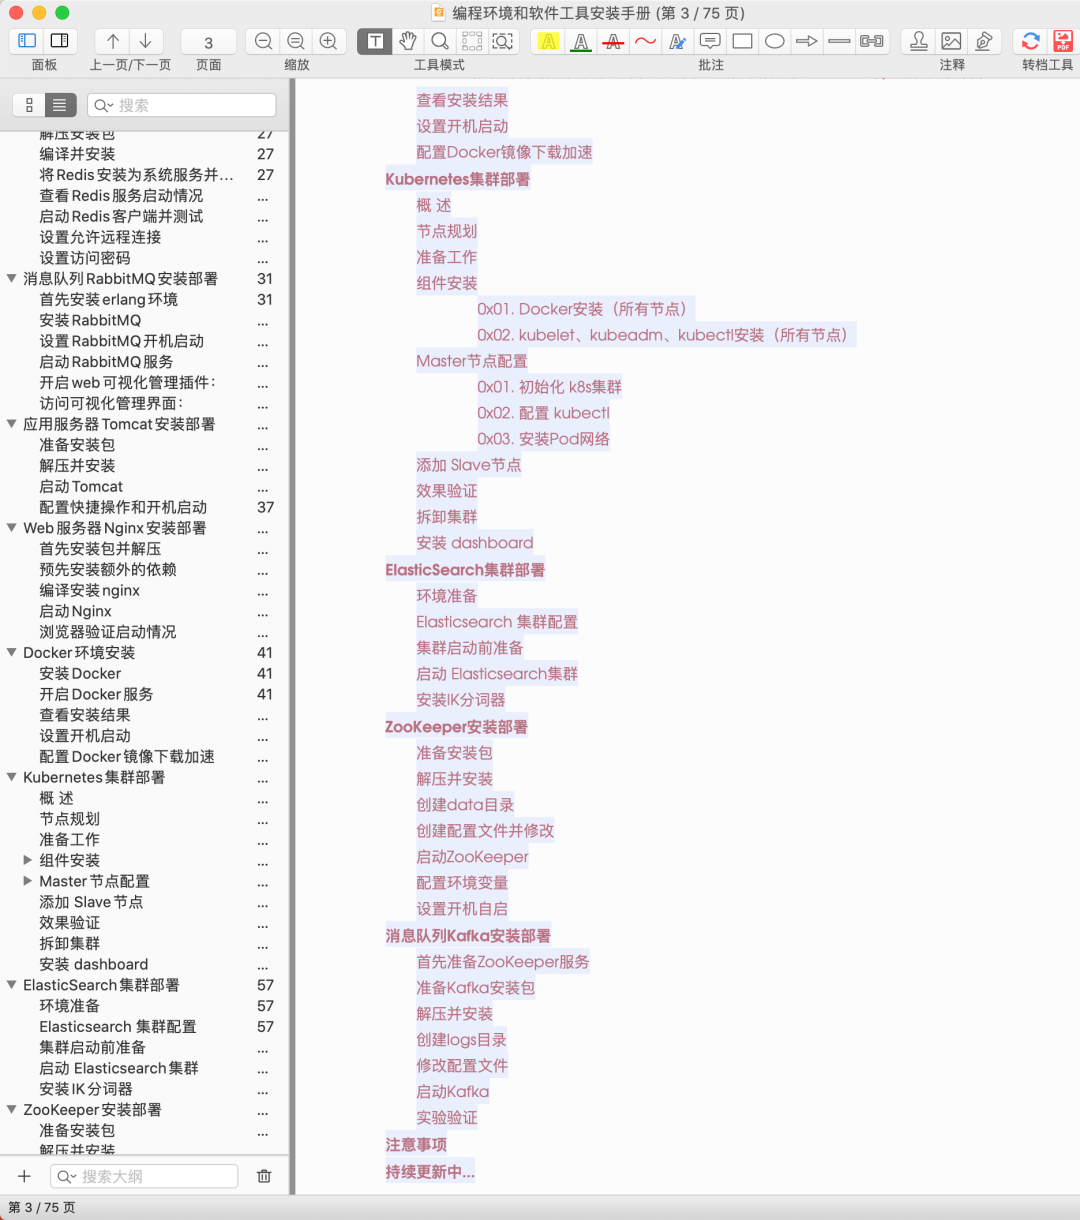 编程环境和软件工具安装手册 (第 3 / 75 页)
3
面板
上一页/下一页
页面
缩放
工具模式
批注
注释
转档工具
搜索
解压安装包 27
编译并安装 27
将Redis安装为系统服务并... 27
查看Redis服务启动情况 ...
启动Redis客户端并测试 ...
设置允许远程连接 ...
设置访问密码 ...
消息队列RabbitMQ安装部署 31
首先安装erlang环境 31
安装RabbitMQ ...
设置RabbitMQ开机启动 ...
启动RabbitMQ服务 ...
开启web可视化管理插件： ...
访问可视化管理界面： ...
应用服务器Tomcat安装部署 ...
准备安装包 ...
解压并安装 ...
启动Tomcat ...
配置快捷操作和开机启动 37
Web服务器Nginx安装部署 ...
首先安装包并解压 ...
预先安装额外的依赖 ...
编译安装nginx ...
启动Nginx ...
浏览器验证启动情况 ...
Docker环境安装 41
安装Docker 41
开启Docker服务 41
查看安装结果 ...
设置开机启动 ...
配置Docker镜像下载加速 ...
Kubernetes集群部署 ...
概 述 ...
节点规划 ...
准备工作 ...
组件安装 ...
Master节点配置 ...
添加 Slave节点 ...
效果验证 ...
拆卸集群 ...
安装 dashboard ...
ElasticSearch集群部署 57
环境准备 57
Elasticsearch 集群配置 57
集群启动前准备 ...
启动 Elasticsearch集群 ...
安装IK分词器 ...
ZooKeeper安装部署 ...
准备安装包 ...
解压并安装
搜索大纲
第 3 / 75 页
查看安装结果
设置开机启动
配置Docker镜像下载加速
Kubernetes集群部署
概 述
节点规划
准备工作
组件安装
0x01. Docker安装（所有节点）
0x02. kubelet、kubeadm、kubectl安装（所有节点）
Master节点配置
0x01. 初始化 k8s集群
0x02. 配置 kubectl
0x03. 安装Pod网络
添加 Slave节点
效果验证
拆卸集群
安装 dashboard
ElasticSearch集群部署
环境准备
Elasticsearch 集群配置
集群启动前准备
启动 Elasticsearch集群
安装IK分词器
ZooKeeper安装部署
准备安装包
解压并安装
创建data目录
创建配置文件并修改
启动ZooKeeper
配置环境变量
设置开机自启
消息队列Kafka安装部署
首先准备ZooKeeper服务
准备Kafka安装包
解压并安装
创建logs目录
修改配置文件
启动Kafka
实验验证
注意事项
持续更新中...